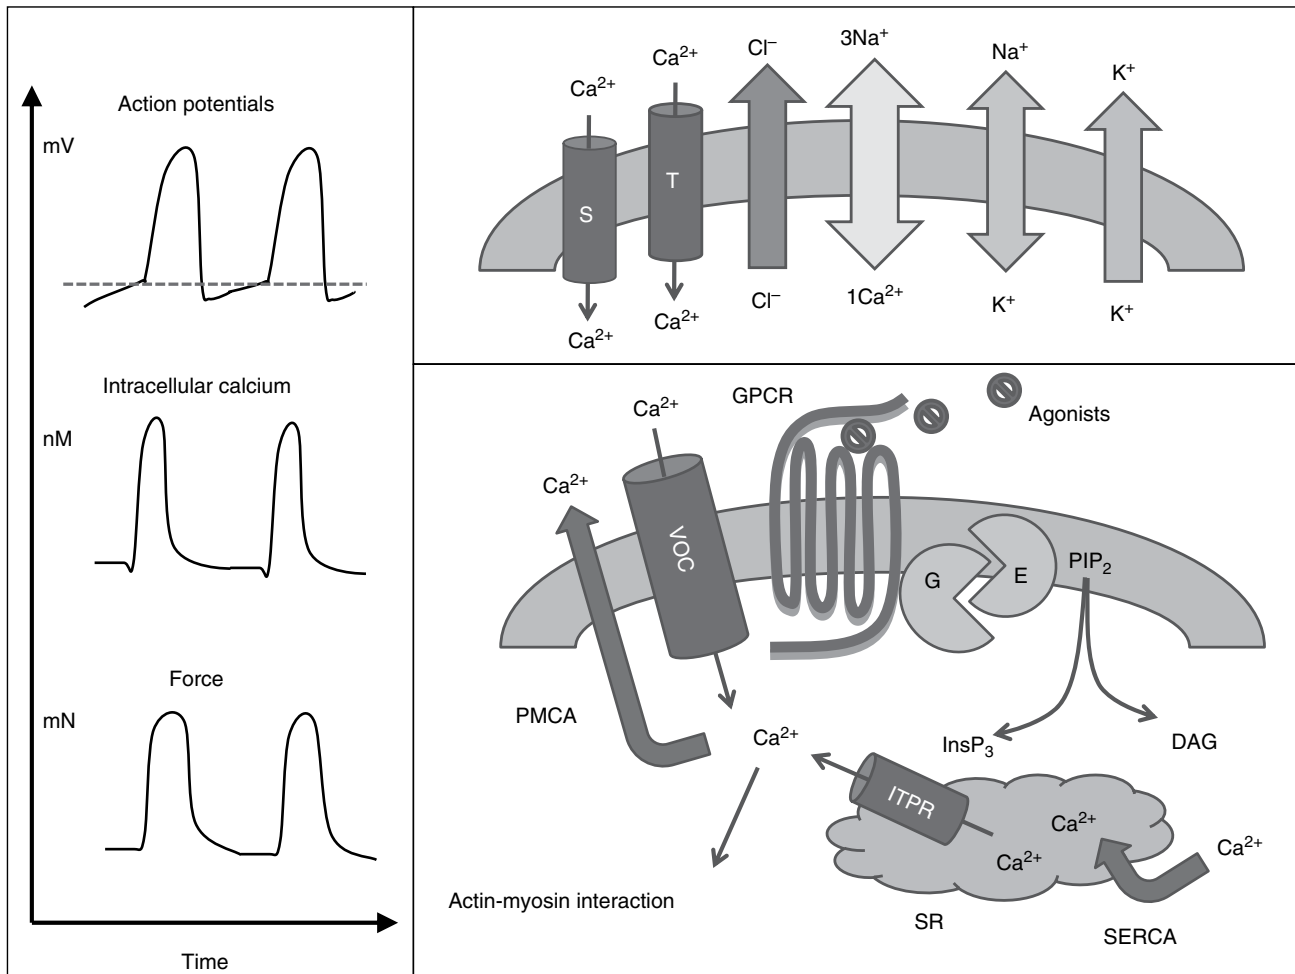 Action potentials
mV
Intracellular calcium
nM
Force
mN
Time
Ca²⁺
Ca²⁺
Cl⁻
3Na⁺
Na⁺
K⁺
S
T
Ca²⁺
Ca²⁺
Cl⁻
1Ca²⁺
K⁺
K⁺
GPCR
Agonists
Ca²⁺
Ca²⁺
VOC
G
E
PIP₂
PMCA
Ca²⁺
InsP₃
DAG
ITPR
Ca²⁺
Ca²⁺
Ca²⁺
Actin-myosin interaction
SR
SERCA